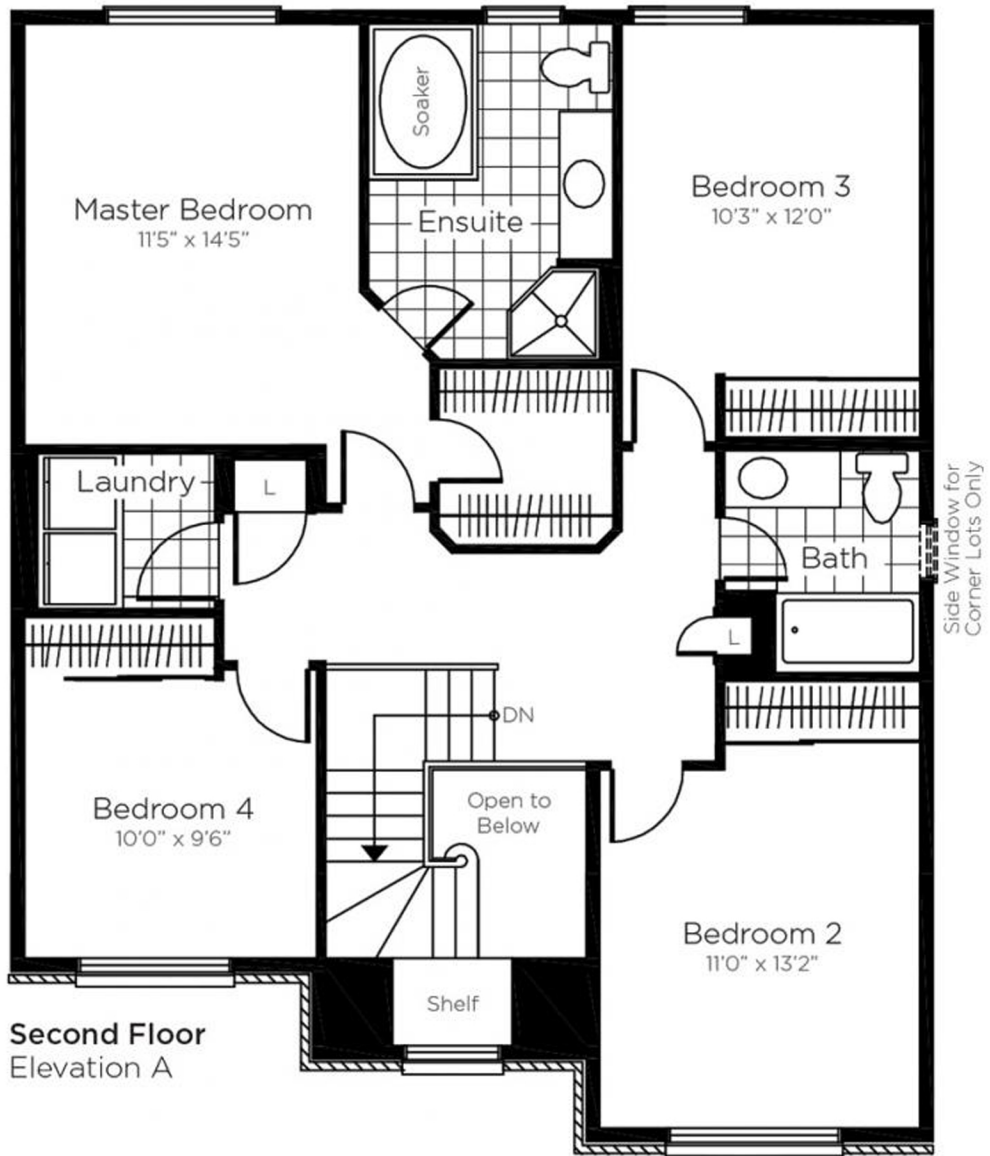 Soaker
Master Bedroom
11'5" x 14'5"
Ensuite
Bedroom 3
10'3" x 12'0"
Laundry
L
Bath
Side Window for
Corner Lots Only
L
DN
Open to
Below
Bedroom 4
10'0" x 9'6"
Bedroom 2
11'0" x 13'2"
Shelf
Second Floor
Elevation A